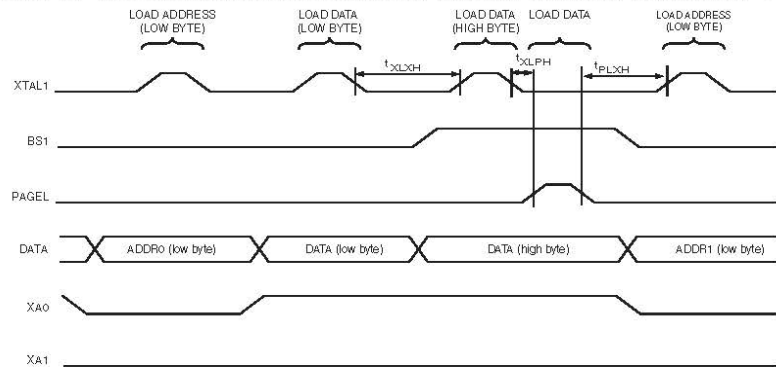 LOAD ADDRESS
(LOW BYTE)
LOAD DATA
(LOW BYTE)
LOAD DATA
(HIGH BYTE)
LOAD DATA
LOAD ADDRESS
(LOW BYTE)
tXLXH
tXLPH
tPLXH
XTAL1
BS1
PAGEL
DATA
ADDR0 (low byte)
DATA (low byte)
DATA (high byte)
ADDR1 (low byte)
XA0
XA1